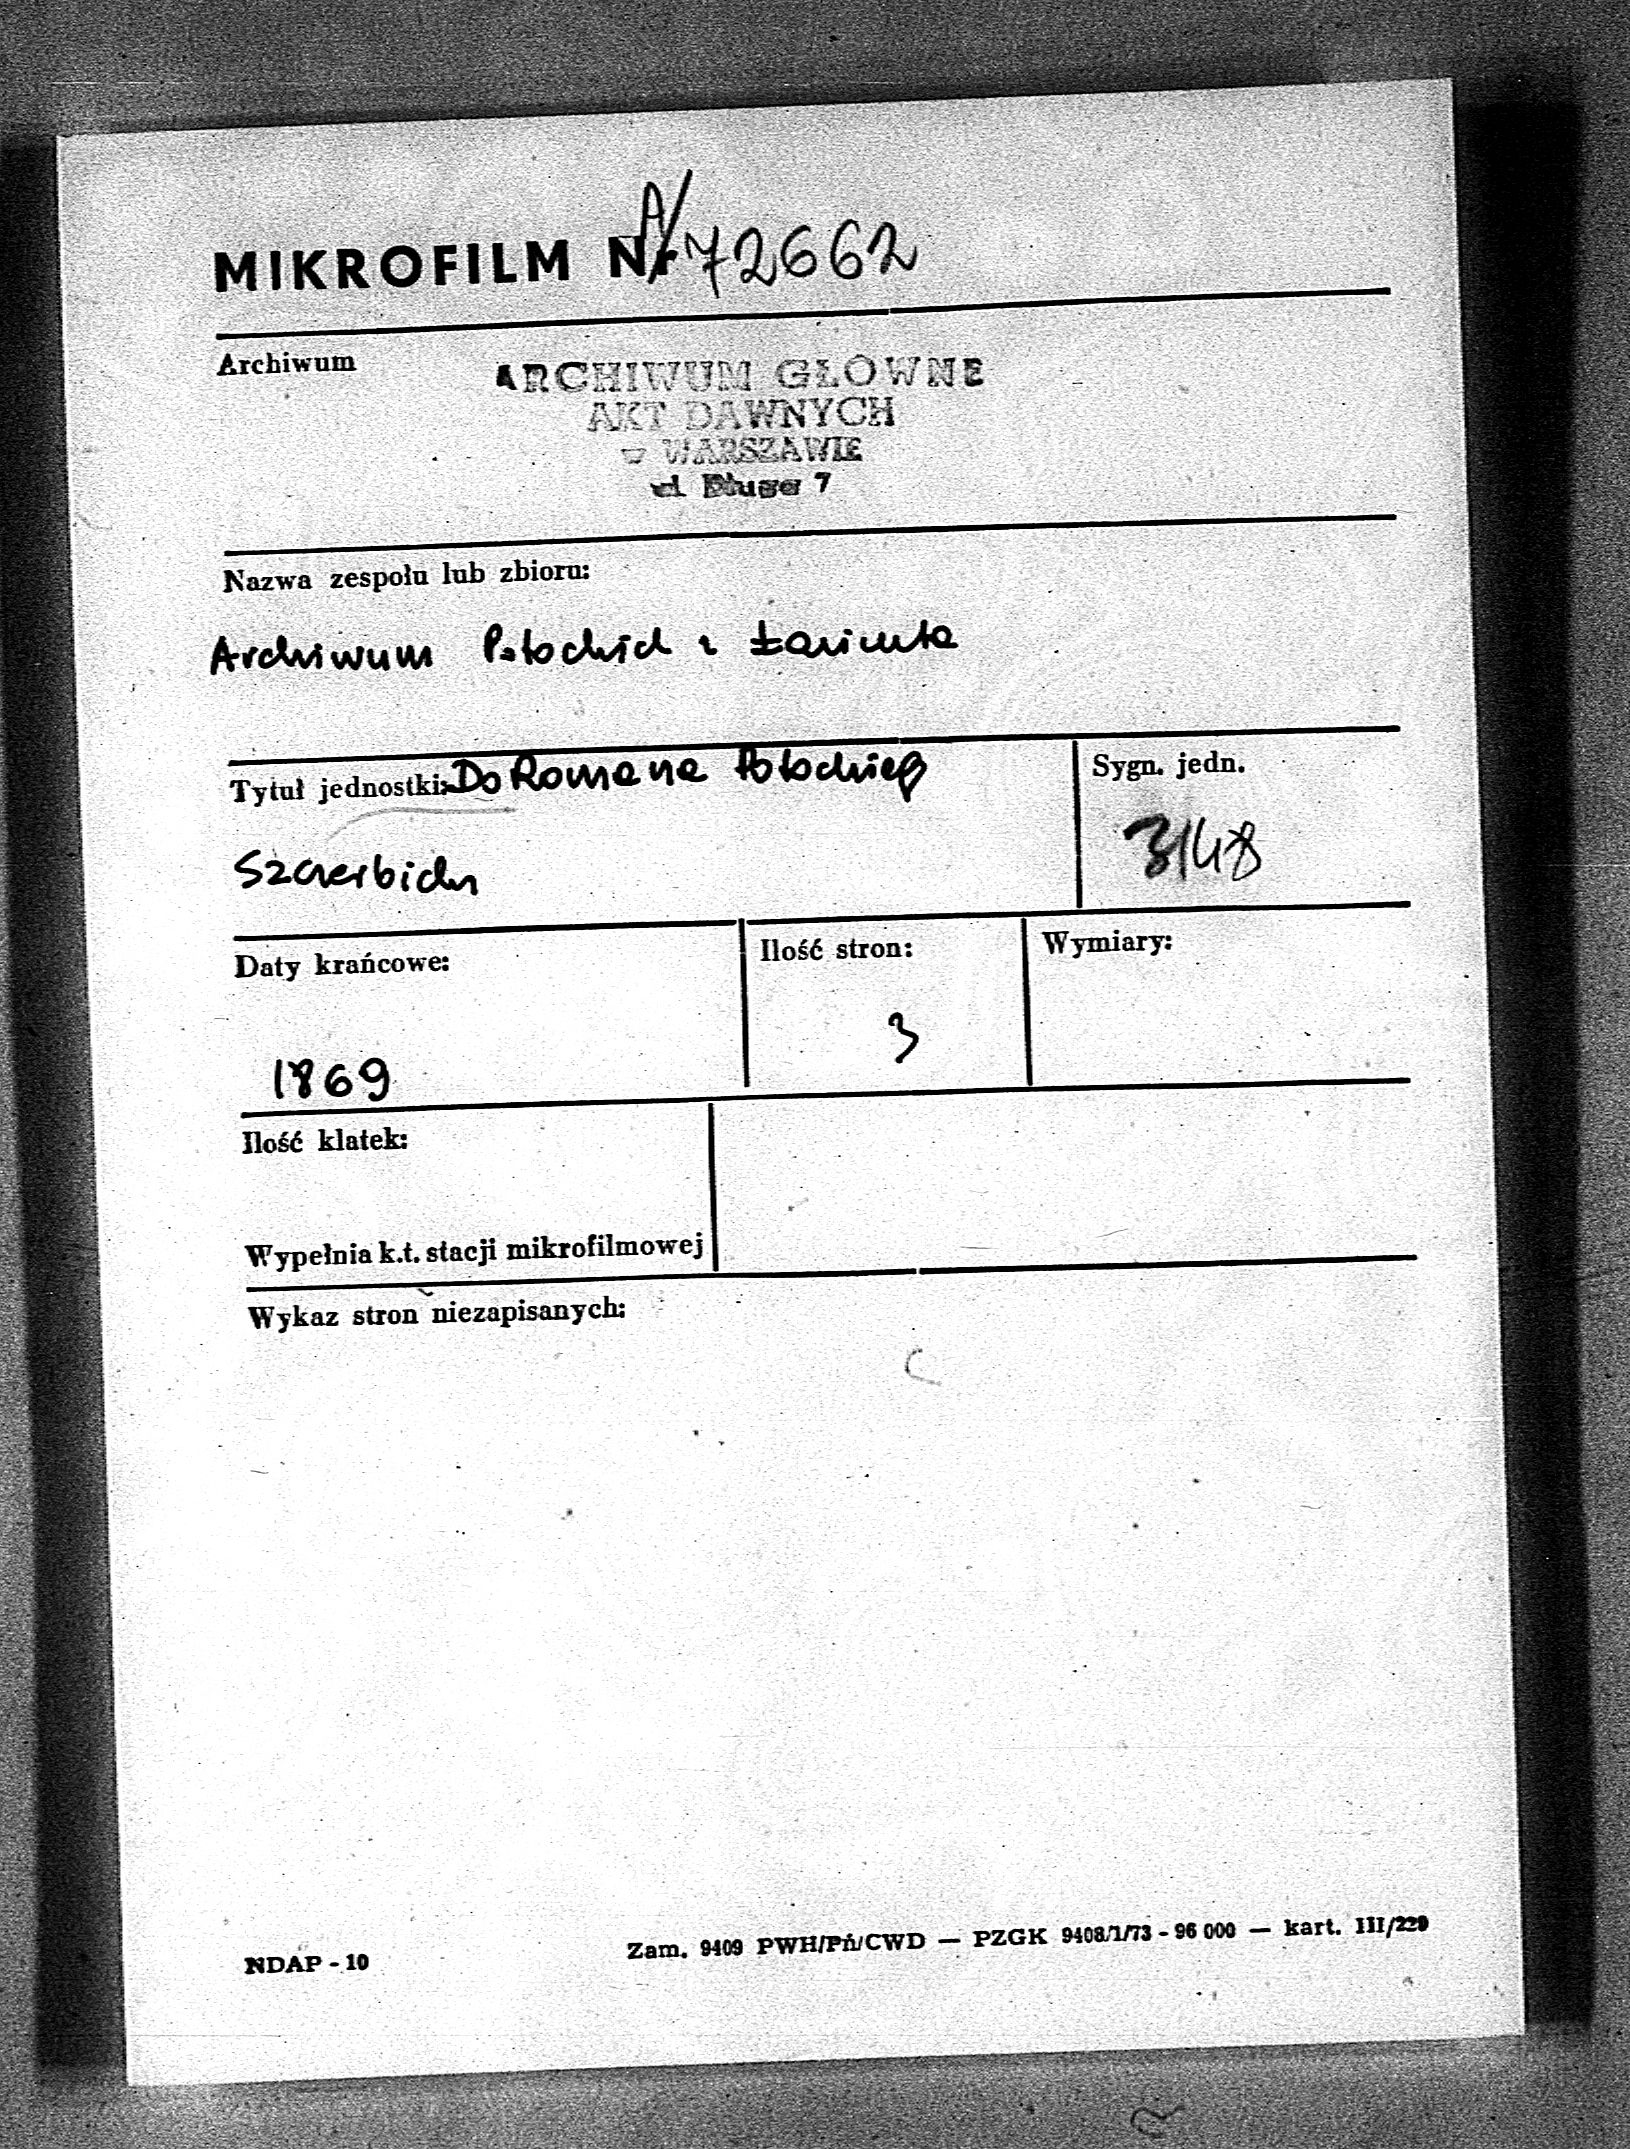 MIKROFILM Nr A/72662
Archiwum
ARCHIWUM GŁÓWNE
AKT DAWNYCH
w WARSZAWIE
ul. Długa 7
Nazwa zespołu lub zbioru:
Archiwum Potockich z Łańcuta
Tytuł jednostki: Do Romana Potockiego
Sygn. jedn.
3148
Daty krańcowe:
Ilość stron:
Wymiary:
1869
3
Ilość klatek:
Wypełnia k.t. stacji mikrofilmowej
Wykaz stron niezapisanych:
NDAP - 10
Zam. 9409 PWH/Pń/CWD — PZGK 9408/1/73 - 96 000 — kart. III/229